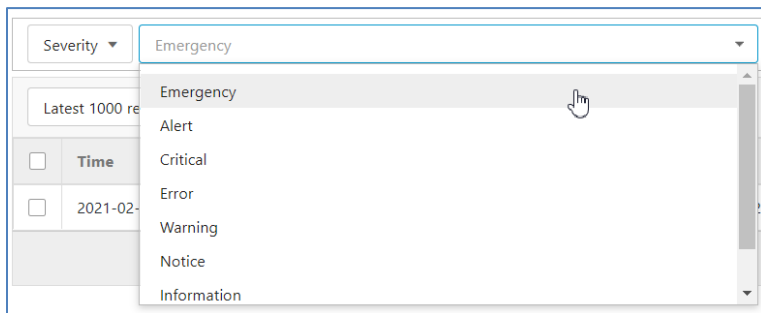 Severity Emergency
Emergency
Latest 1000 re
Alert
Time
Critical
Error
2021-02-
Warning
Notice
Information